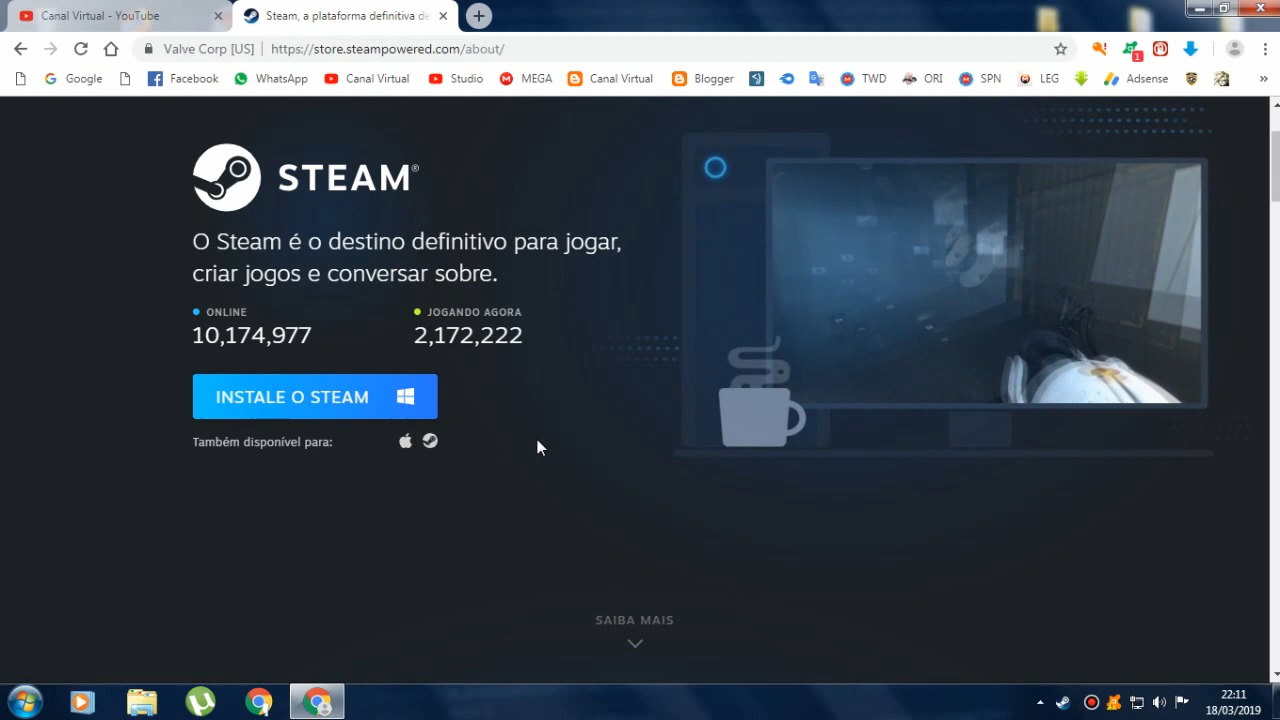 Canal Virtual - YouTube
Steam, a plataforma definitiva de
Valve Corp [US]
https://store.steampowered.com/about/
1
Google
Facebook
WhatsApp
Canal Virtual
Studio
MEGA
Canal Virtual
Blogger
TWD
ORI
SPN
LEG
Adsense
»
STEAM®
O Steam é o destino definitivo para jogar,
criar jogos e conversar sobre.
ONLINE
JOGANDO AGORA
10,174,977
2,172,222
INSTALE O STEAM
Também disponível para:
SAIBA MAIS
22:11
18/03/2019